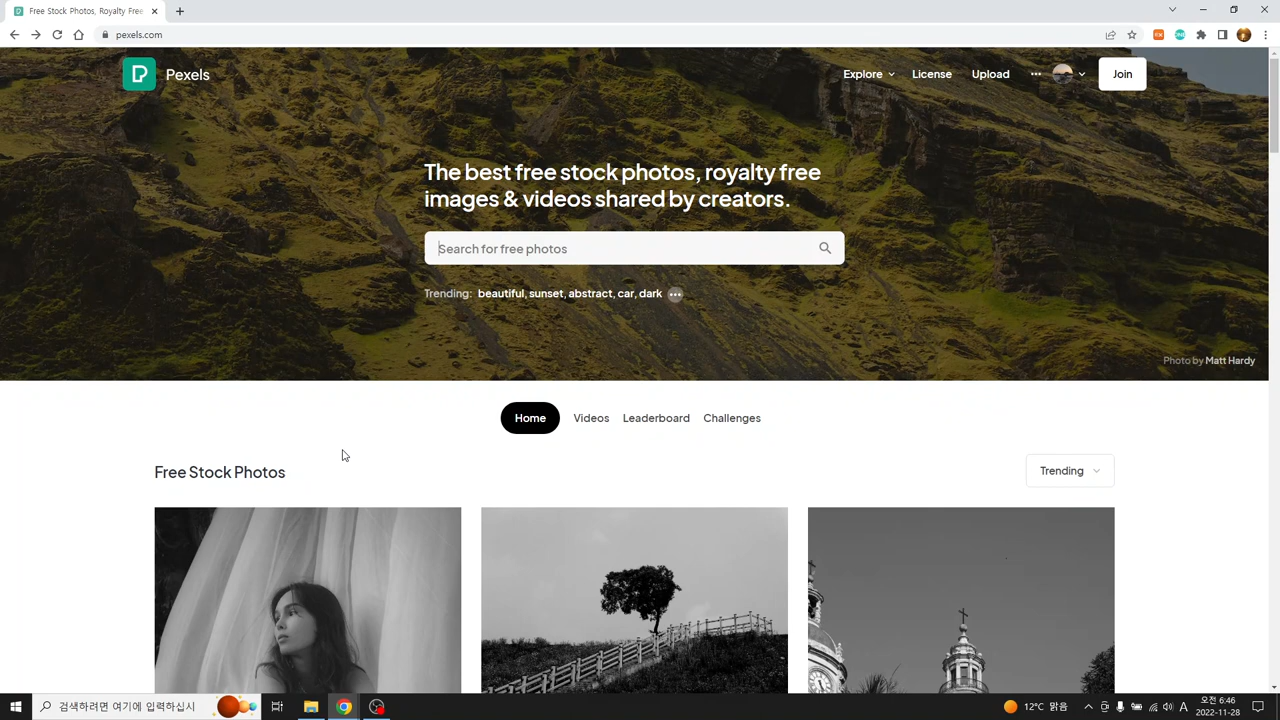 Free Stock Photos, Royalty Free
pexels.com
Pexels
Explore
License
Upload
Join
The best free stock photos, royalty free
images & videos shared by creators.
Search for free photos
Trending: beautiful, sunset, abstract, car, dark
Photo by Matt Hardy
Home
Videos
Leaderboard
Challenges
Free Stock Photos
Trending
검색하려면 여기에 입력하십시
12°C 맑음
A
오전 6:46
2022-11-28